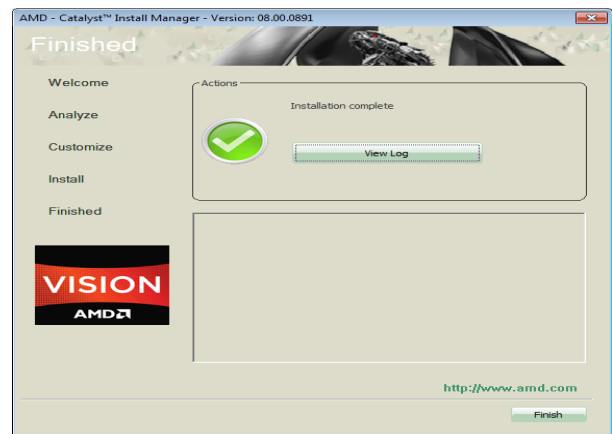 AMD - Catalyst™ Install Manager - Version: 08.00.0891
Finished
Welcome
Analyze
Customize
Install
Finished
Actions
Installation complete
View Log
VISION
AMD
http://www.amd.com
Finish